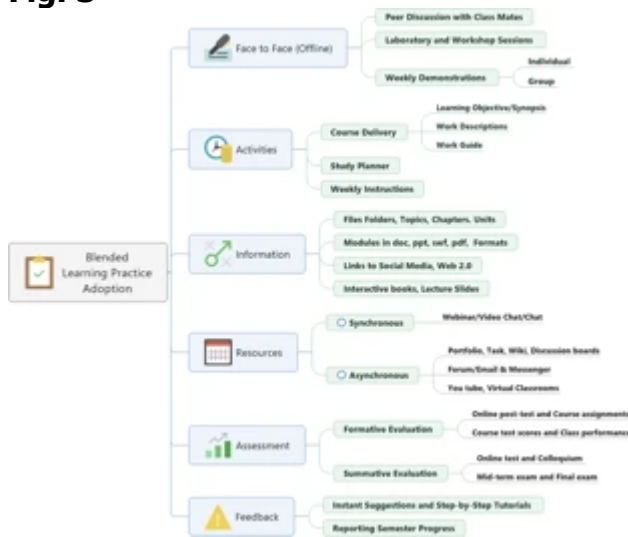 Fig. 3
Face to Face (Offline)
Peer Discussion with Class Mates
Laboratory and Workshop Sessions
Weekly Demonstrations
Individual
Group
Activities
Course Delivery
Learning Objective/Synopsis
Work Descriptions
Work Guide
Study Planner
Weekly Instructions
Blended
Learning Practice
Adoption
Information
Files Folders, Topics, Chapters. Units
Modules in doc, ppt, swf, pdf, Formats
Links to Social Media, Web 2.0
Interactive books, Lecture Slides
Resources
Synchronous
Webinar/Video Chat/Chat
Asynchronous
Portfolio, Task, Wiki, Discussion boards
Forum/Email & Messenger
You tube, Virtual Classrooms
Assessment
Formative Evaluation
Online post-test and Course assignments
Course test scores and Class performance
Summative Evaluation
Online test and Colloquium
Mid-term exam and Final exam
Feedback
Instant Suggestions and Step-by-Step Tutorials
Reporting Semester Progress